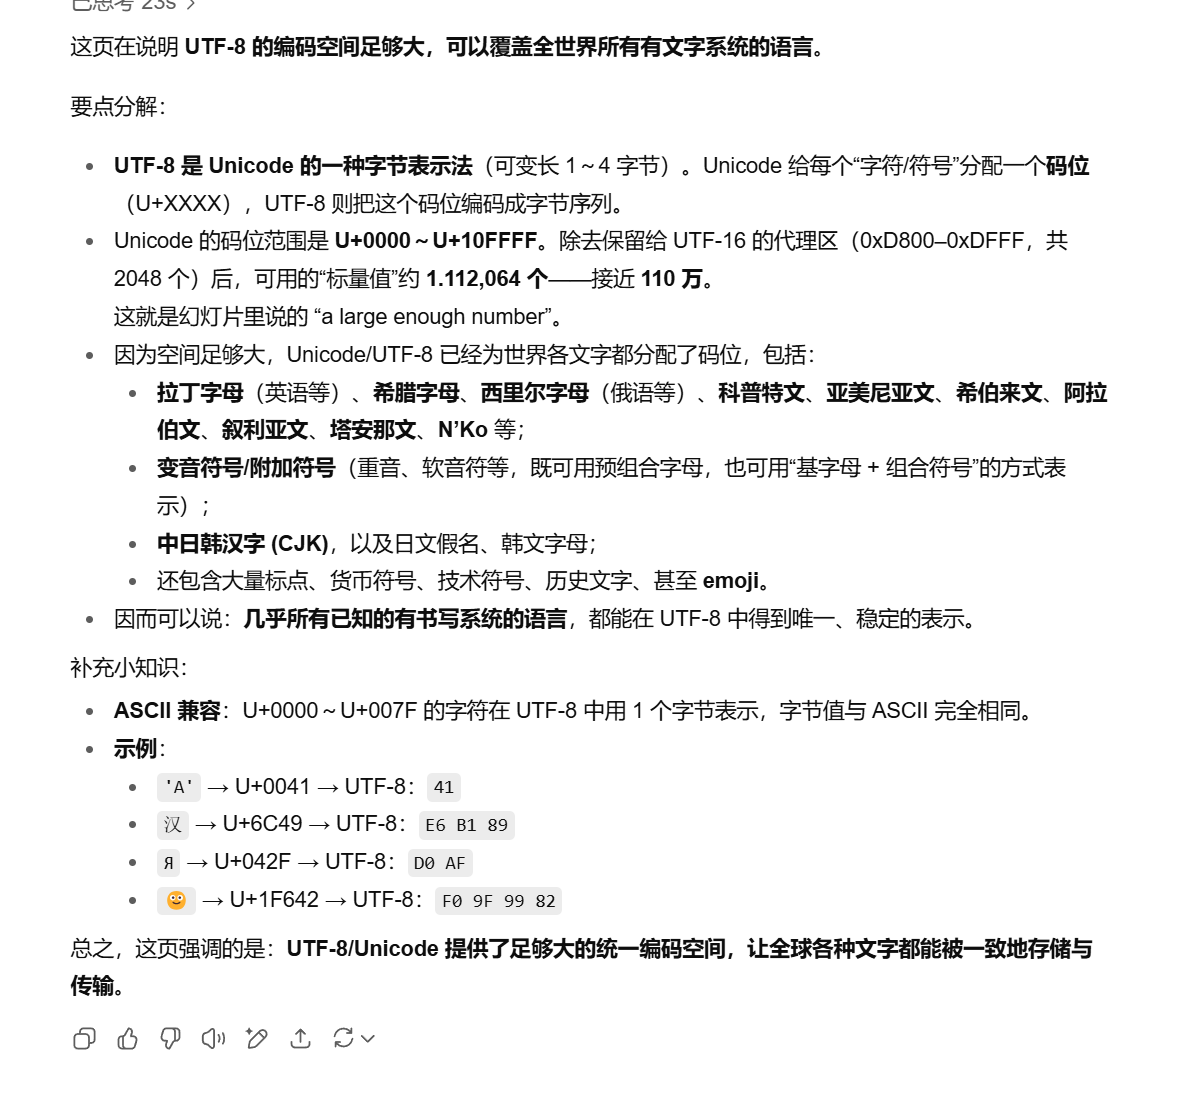 已思考 23s >
这页在说明 UTF-8 的编码空间足够大，可以覆盖全世界所有有文字系统的语言。
要点分解：
UTF-8 是 Unicode 的一种字节表示法（可变长 1～4 字节）。Unicode 给每个“字符/符号”分配一个码位
（U+XXXX），UTF-8 则把这个码位编码成字节序列。
Unicode 的码位范围是 U+0000～U+10FFFF。除去保留给 UTF-16 的代理区（0xD800–0xDFFF，共
2048 个）后，可用的“标量值”约 1.112,064 个——接近 110 万。
这就是幻灯片里说的 “a large enough number”。
因为空间足够大，Unicode/UTF-8 已经为世界各文字都分配了码位，包括：
拉丁字母（英语等）、希腊字母、西里尔字母（俄语等）、科普特文、亚美尼亚文、希伯来文、阿拉
伯文、叙利亚文、塔安那文、N’Ko 等；
变音符号/附加符号（重音、软音符等，既可用预组合字母，也可用“基字母 + 组合符号”的方式表
示）；
中日韩汉字 (CJK)，以及日文假名、韩文字母；
还包含大量标点、货币符号、技术符号、历史文字、甚至 emoji。
因而可以说：几乎所有已知的有书写系统的语言，都能在 UTF-8 中得到唯一、稳定的表示。
补充小知识：
ASCII 兼容：U+0000～U+007F 的字符在 UTF-8 中用 1 个字节表示，字节值与 ASCII 完全相同。
示例：
'A' → U+0041 → UTF-8：41
汉 → U+6C49 → UTF-8：E6 B1 89
Я → U+042F → UTF-8：D0 AF
🙂 → U+1F642 → UTF-8：F0 9F 99 82
总之，这页强调的是：UTF-8/Unicode 提供了足够大的统一编码空间，让全球各种文字都能被一致地存储与
传输。